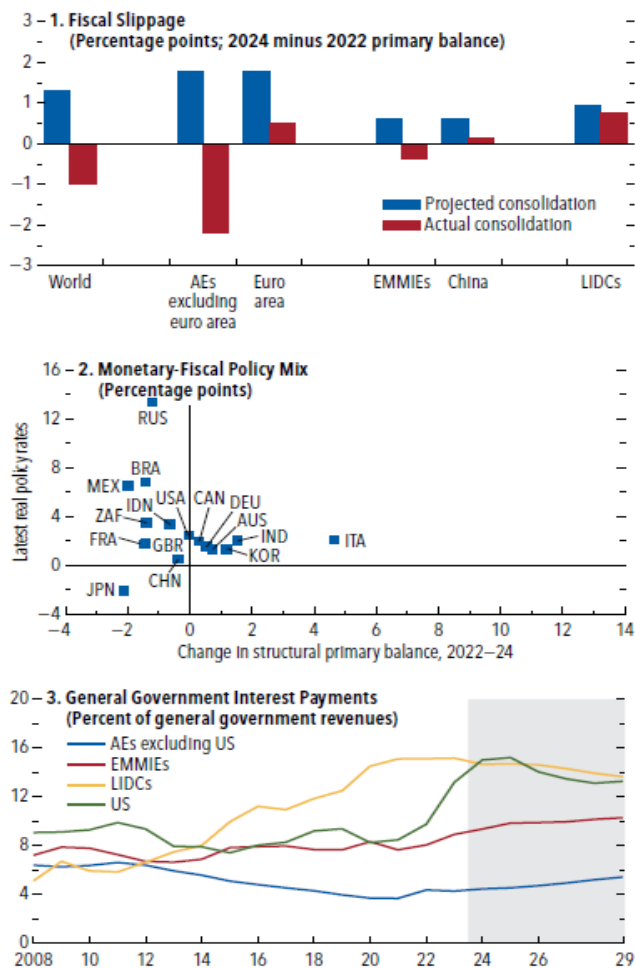 1. Fiscal Slippage
(Percentage points; 2024 minus 2022 primary balance)
3
2
1
0
−1
−2
−3
Projected consolidation
Actual consolidation
World
AEs
excluding
euro area
Euro
area
EMMIEs
China
LIDCs
2. Monetary-Fiscal Policy Mix
(Percentage points)
Latest real policy rates
16
12
8
4
0
−4
RUS
BRA
MEX
IDN
USA
CAN
DEU
ZAF
AUS
FRA
GBR
IND
ITA
KOR
CHN
JPN
−4
−2
0
2
4
6
8
10
12
14
Change in structural primary balance, 2022−24
3. General Government Interest Payments
(Percent of general government revenues)
20
16
12
8
4
0
AEs excluding US
EMMIEs
LIDCs
US
2008
10
12
14
16
18
20
22
24
26
29